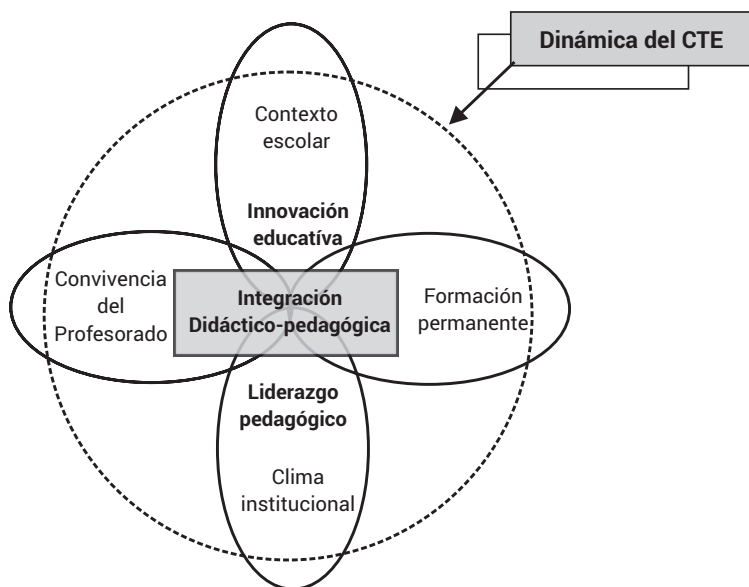 Dinámica del CTE
Contexto
escolar
Innovación
educatíva
Convivencia
del
Profesorado
Integración
Didáctico-pedagógica
Formación
permanente
Liderazgo
pedagógico
Clima
institucional